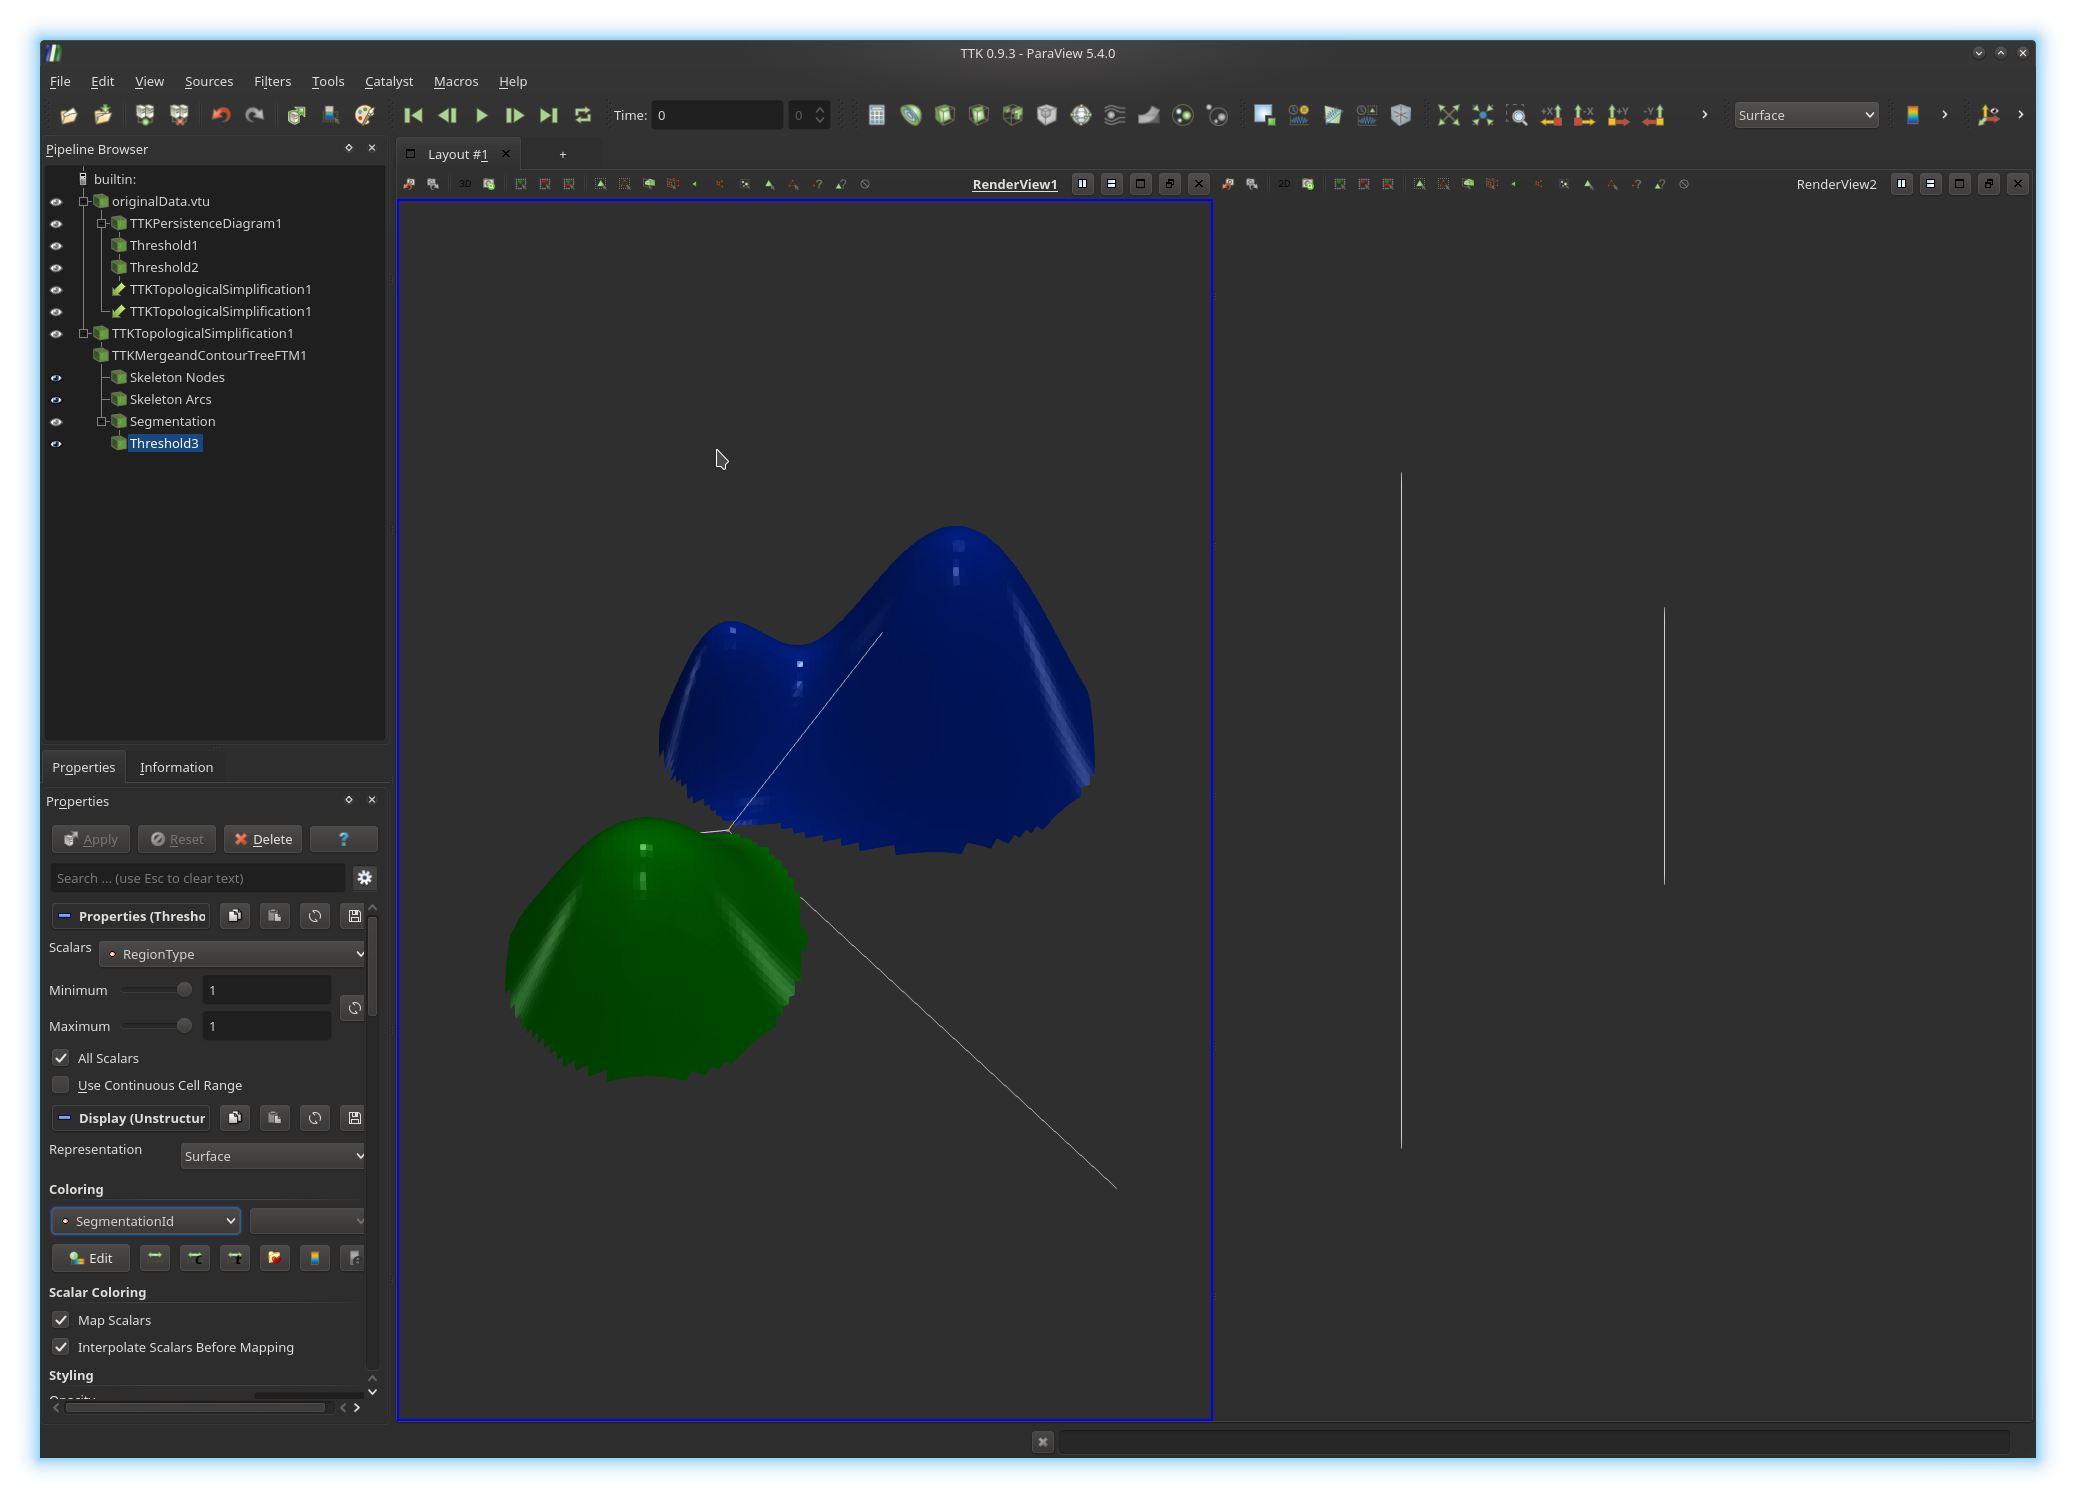 TTK 0.9.3 - ParaView 5.4.0
File Edit View Sources Filters Tools Catalyst Macros Help
Time: 0 0 Surface
Pipeline Browser
Layout #1 +
3D RenderView1 2D RenderView2
builtin:
originalData.vtu
TTKPersistenceDiagram1
Threshold1
Threshold2
TTKTopologicalSimplification1
TTKTopologicalSimplification1
TTKTopologicalSimplification1
TTKMergeandContourTreeFTM1
Skeleton Nodes
Skeleton Arcs
Segmentation
Threshold3
Properties Information
Properties
Apply Reset Delete ?
Search ... (use Esc to clear text)
Properties (Thresho
Scalars RegionType
Minimum 1
Maximum 1
All Scalars
Use Continuous Cell Range
Display (Unstructur
Representation Surface
Coloring
SegmentationId
Edit
Scalar Coloring
Map Scalars
Interpolate Scalars Before Mapping
Styling